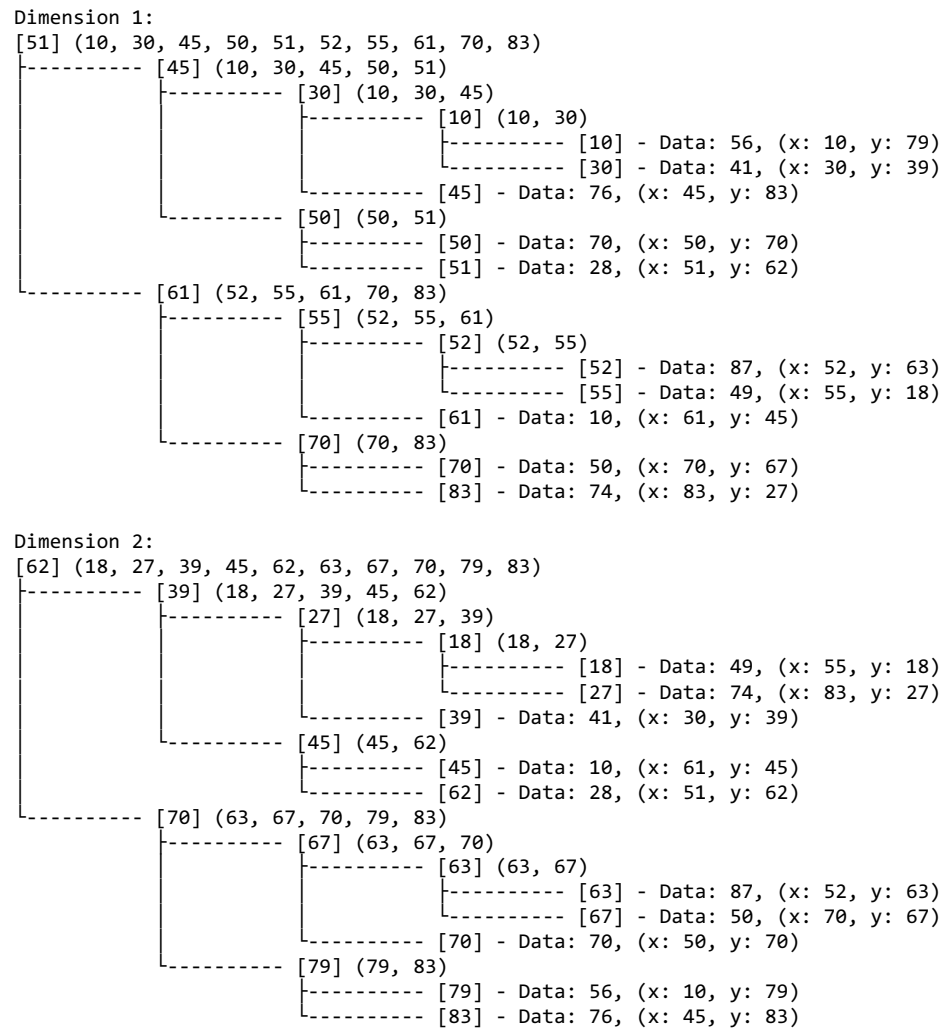 Dimension 1:
[51] (10, 30, 45, 50, 51, 52, 55, 61, 70, 83)
├---------- [45] (10, 30, 45, 50, 51)
│           ├---------- [30] (10, 30, 45)
│           │           ├---------- [10] (10, 30)
│           │           │           ├---------- [10] - Data: 56, (x: 10, y: 79)
│           │           │           └---------- [30] - Data: 41, (x: 30, y: 39)
│           │           └---------- [45] - Data: 76, (x: 45, y: 83)
│           └---------- [50] (50, 51)
│                       ├---------- [50] - Data: 70, (x: 50, y: 70)
│                       └---------- [51] - Data: 28, (x: 51, y: 62)
└---------- [61] (52, 55, 61, 70, 83)
            ├---------- [55] (52, 55, 61)
            │           ├---------- [52] (52, 55)
            │           │           ├---------- [52] - Data: 87, (x: 52, y: 63)
            │           │           └---------- [55] - Data: 49, (x: 55, y: 18)
            │           └---------- [61] - Data: 10, (x: 61, y: 45)
            └---------- [70] (70, 83)
                        ├---------- [70] - Data: 50, (x: 70, y: 67)
                        └---------- [83] - Data: 74, (x: 83, y: 27)

Dimension 2:
[62] (18, 27, 39, 45, 62, 63, 67, 70, 79, 83)
├---------- [39] (18, 27, 39, 45, 62)
│           ├---------- [27] (18, 27, 39)
│           │           ├---------- [18] (18, 27)
│           │           │           ├---------- [18] - Data: 49, (x: 55, y: 18)
│           │           │           └---------- [27] - Data: 74, (x: 83, y: 27)
│           │           └---------- [39] - Data: 41, (x: 30, y: 39)
│           └---------- [45] (45, 62)
│                       ├---------- [45] - Data: 10, (x: 61, y: 45)
│                       └---------- [62] - Data: 28, (x: 51, y: 62)
└---------- [70] (63, 67, 70, 79, 83)
            ├---------- [67] (63, 67, 70)
            │           ├---------- [63] (63, 67)
            │           │           ├---------- [63] - Data: 87, (x: 52, y: 63)
            │           │           └---------- [67] - Data: 50, (x: 70, y: 67)
            │           └---------- [70] - Data: 70, (x: 50, y: 70)
            └---------- [79] (79, 83)
                        ├---------- [79] - Data: 56, (x: 10, y: 79)
                        └---------- [83] - Data: 76, (x: 45, y: 83)